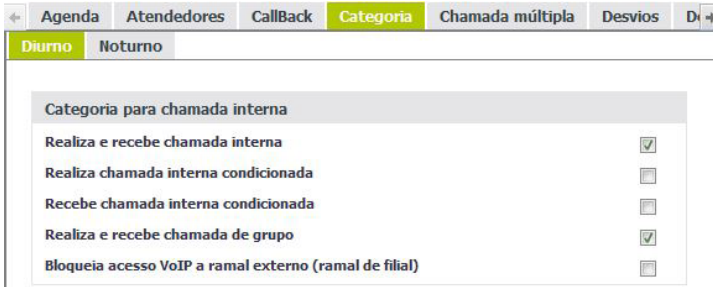 Agenda Atendedores CallBack Categoria Chamada múltipla Desvios
Diurno Noturno
Categoria para chamada interna
Realiza e recebe chamada interna
Realiza chamada interna condicionada
Recebe chamada interna condicionada
Realiza e recebe chamada de grupo
Bloqueia acesso VoIP a ramal externo (ramal de filial)